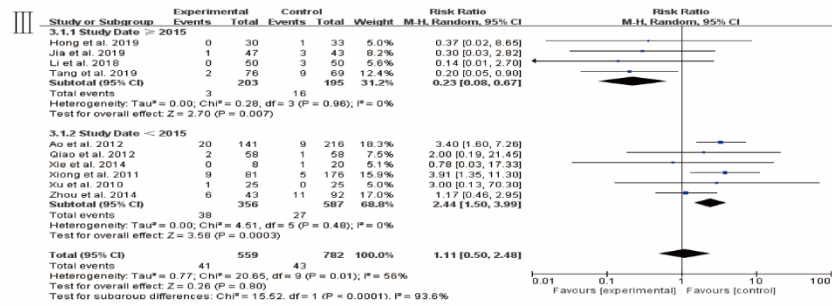 III
Experimental Control Risk Ratio Risk Ratio
Study or Subgroup Events Total Events Total Weight M-H, Random, 95% CI M-H, Random, 95% CI
3.1.1 Study Date ≥ 2015
Hong et al. 2019 0 30 1 33 5.0% 0.37 [0.02, 8.65]
Jia et al. 2019 1 47 3 43 8.5% 0.30 [0.03, 2.82]
Li et al. 2018 0 50 3 50 5.5% 0.14 [0.01, 2.70]
Tang et al. 2019 2 76 9 69 12.4% 0.20 [0.05, 0.90]
Subtotal (95% CI) 203 195 31.2% 0.23 [0.08, 0.67]
Total events 3 16
Heterogeneity: Tau² = 0.00; Chi² = 0.28, df = 3 (P = 0.96); I² = 0%
Test for overall effect: Z = 2.70 (P = 0.007)
3.1.2 Study Date < 2015
Ao et al. 2012 20 141 9 216 18.3% 3.40 [1.60, 7.26]
Qiao et al. 2012 2 58 1 58 7.5% 2.00 [0.19, 21.45]
Xie et al. 2014 0 8 1 20 5.2% 0.78 [0.03, 17.33]
Xiong et al. 2011 9 81 5 176 15.9% 3.91 [1.35, 11.30]
Xu et al. 2010 1 25 0 25 5.0% 3.00 [0.13, 70.30]
Zhou et al. 2014 6 43 11 92 16.8% 1.17 [0.46, 2.95]
Subtotal (95% CI) 356 587 68.8% 2.44 [1.50, 3.99]
Total events 38 27
Heterogeneity: Tau² = 0.00; Chi² = 4.51, df = 5 (P = 0.48); I² = 0%
Test for overall effect: Z = 3.58 (P = 0.0003)
Total (95% CI) 559 782 100.0% 1.11 [0.50, 2.48]
Total events 41 43
Heterogeneity: Tau² = 0.77; Chi² = 20.65, df = 9 (P = 0.01); I² = 56%
Test for overall effect: Z = 0.26 (P = 0.80)
Test for subgroup differences: Chi² = 15.52, df = 1 (P < 0.0001), I² = 93.6%
0.01 0.1 1 10 100
Favours [experimental] Favours [control]